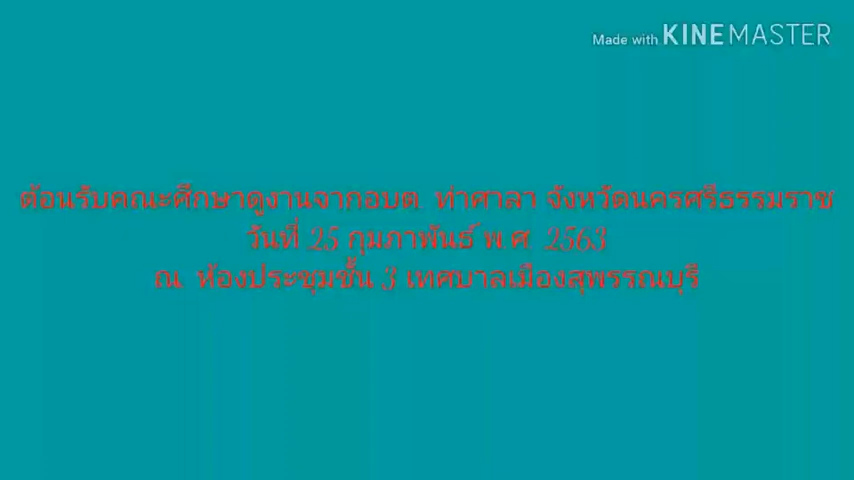 Made with KINEMASTER
ต้อนรับคณะศึกษาดูงานจากอบต. ท่าศาลา จังหวัดนครศรีธรรมราช
วันที่ 25 กุมภาพันธ์ พ.ศ. 2563
ณ. ห้องประชุมชั้น 3 เทศบาลเมืองสุพรรณบุรี